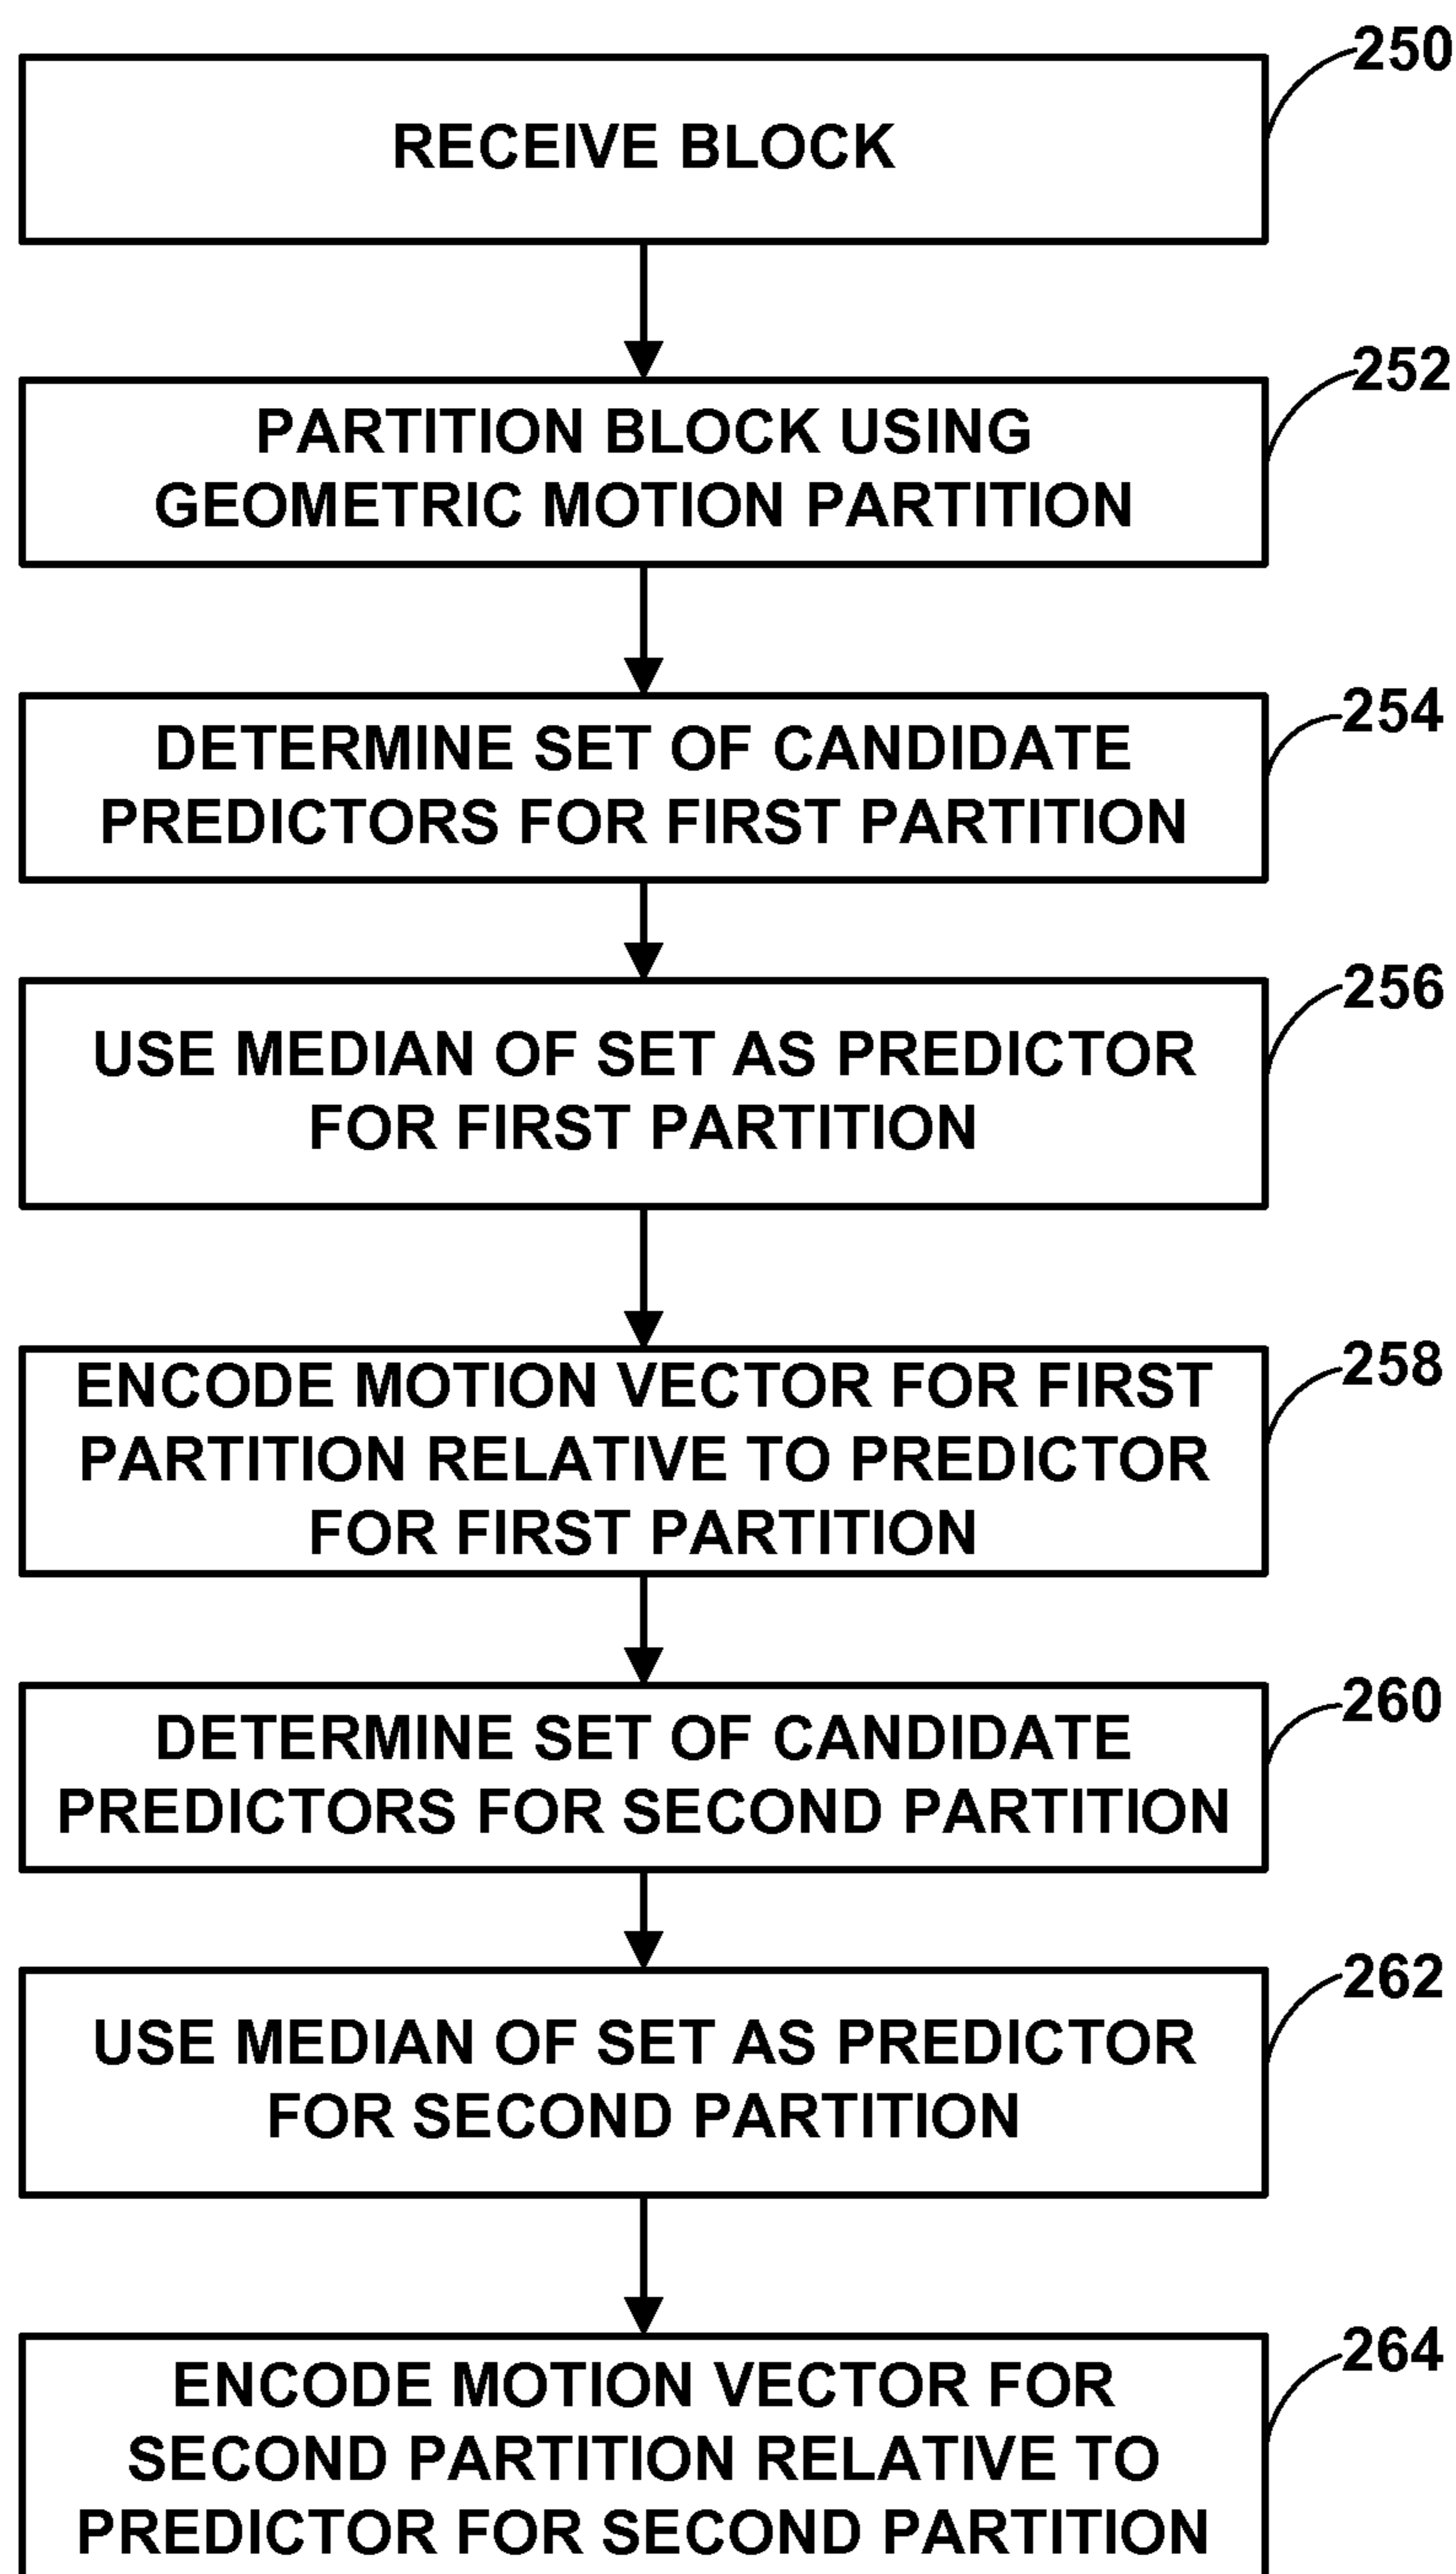 250
RECEIVE BLOCK
252
PARTITION BLOCK USING
GEOMETRIC MOTION PARTITION
254
DETERMINE SET OF CANDIDATE
PREDICTORS FOR FIRST PARTITION
256
USE MEDIAN OF SET AS PREDICTOR
FOR FIRST PARTITION
258
ENCODE MOTION VECTOR FOR FIRST
PARTITION RELATIVE TO PREDICTOR
FOR FIRST PARTITION
260
DETERMINE SET OF CANDIDATE
PREDICTORS FOR SECOND PARTITION
262
USE MEDIAN OF SET AS PREDICTOR
FOR SECOND PARTITION
264
ENCODE MOTION VECTOR FOR
SECOND PARTITION RELATIVE TO
PREDICTOR FOR SECOND PARTITION